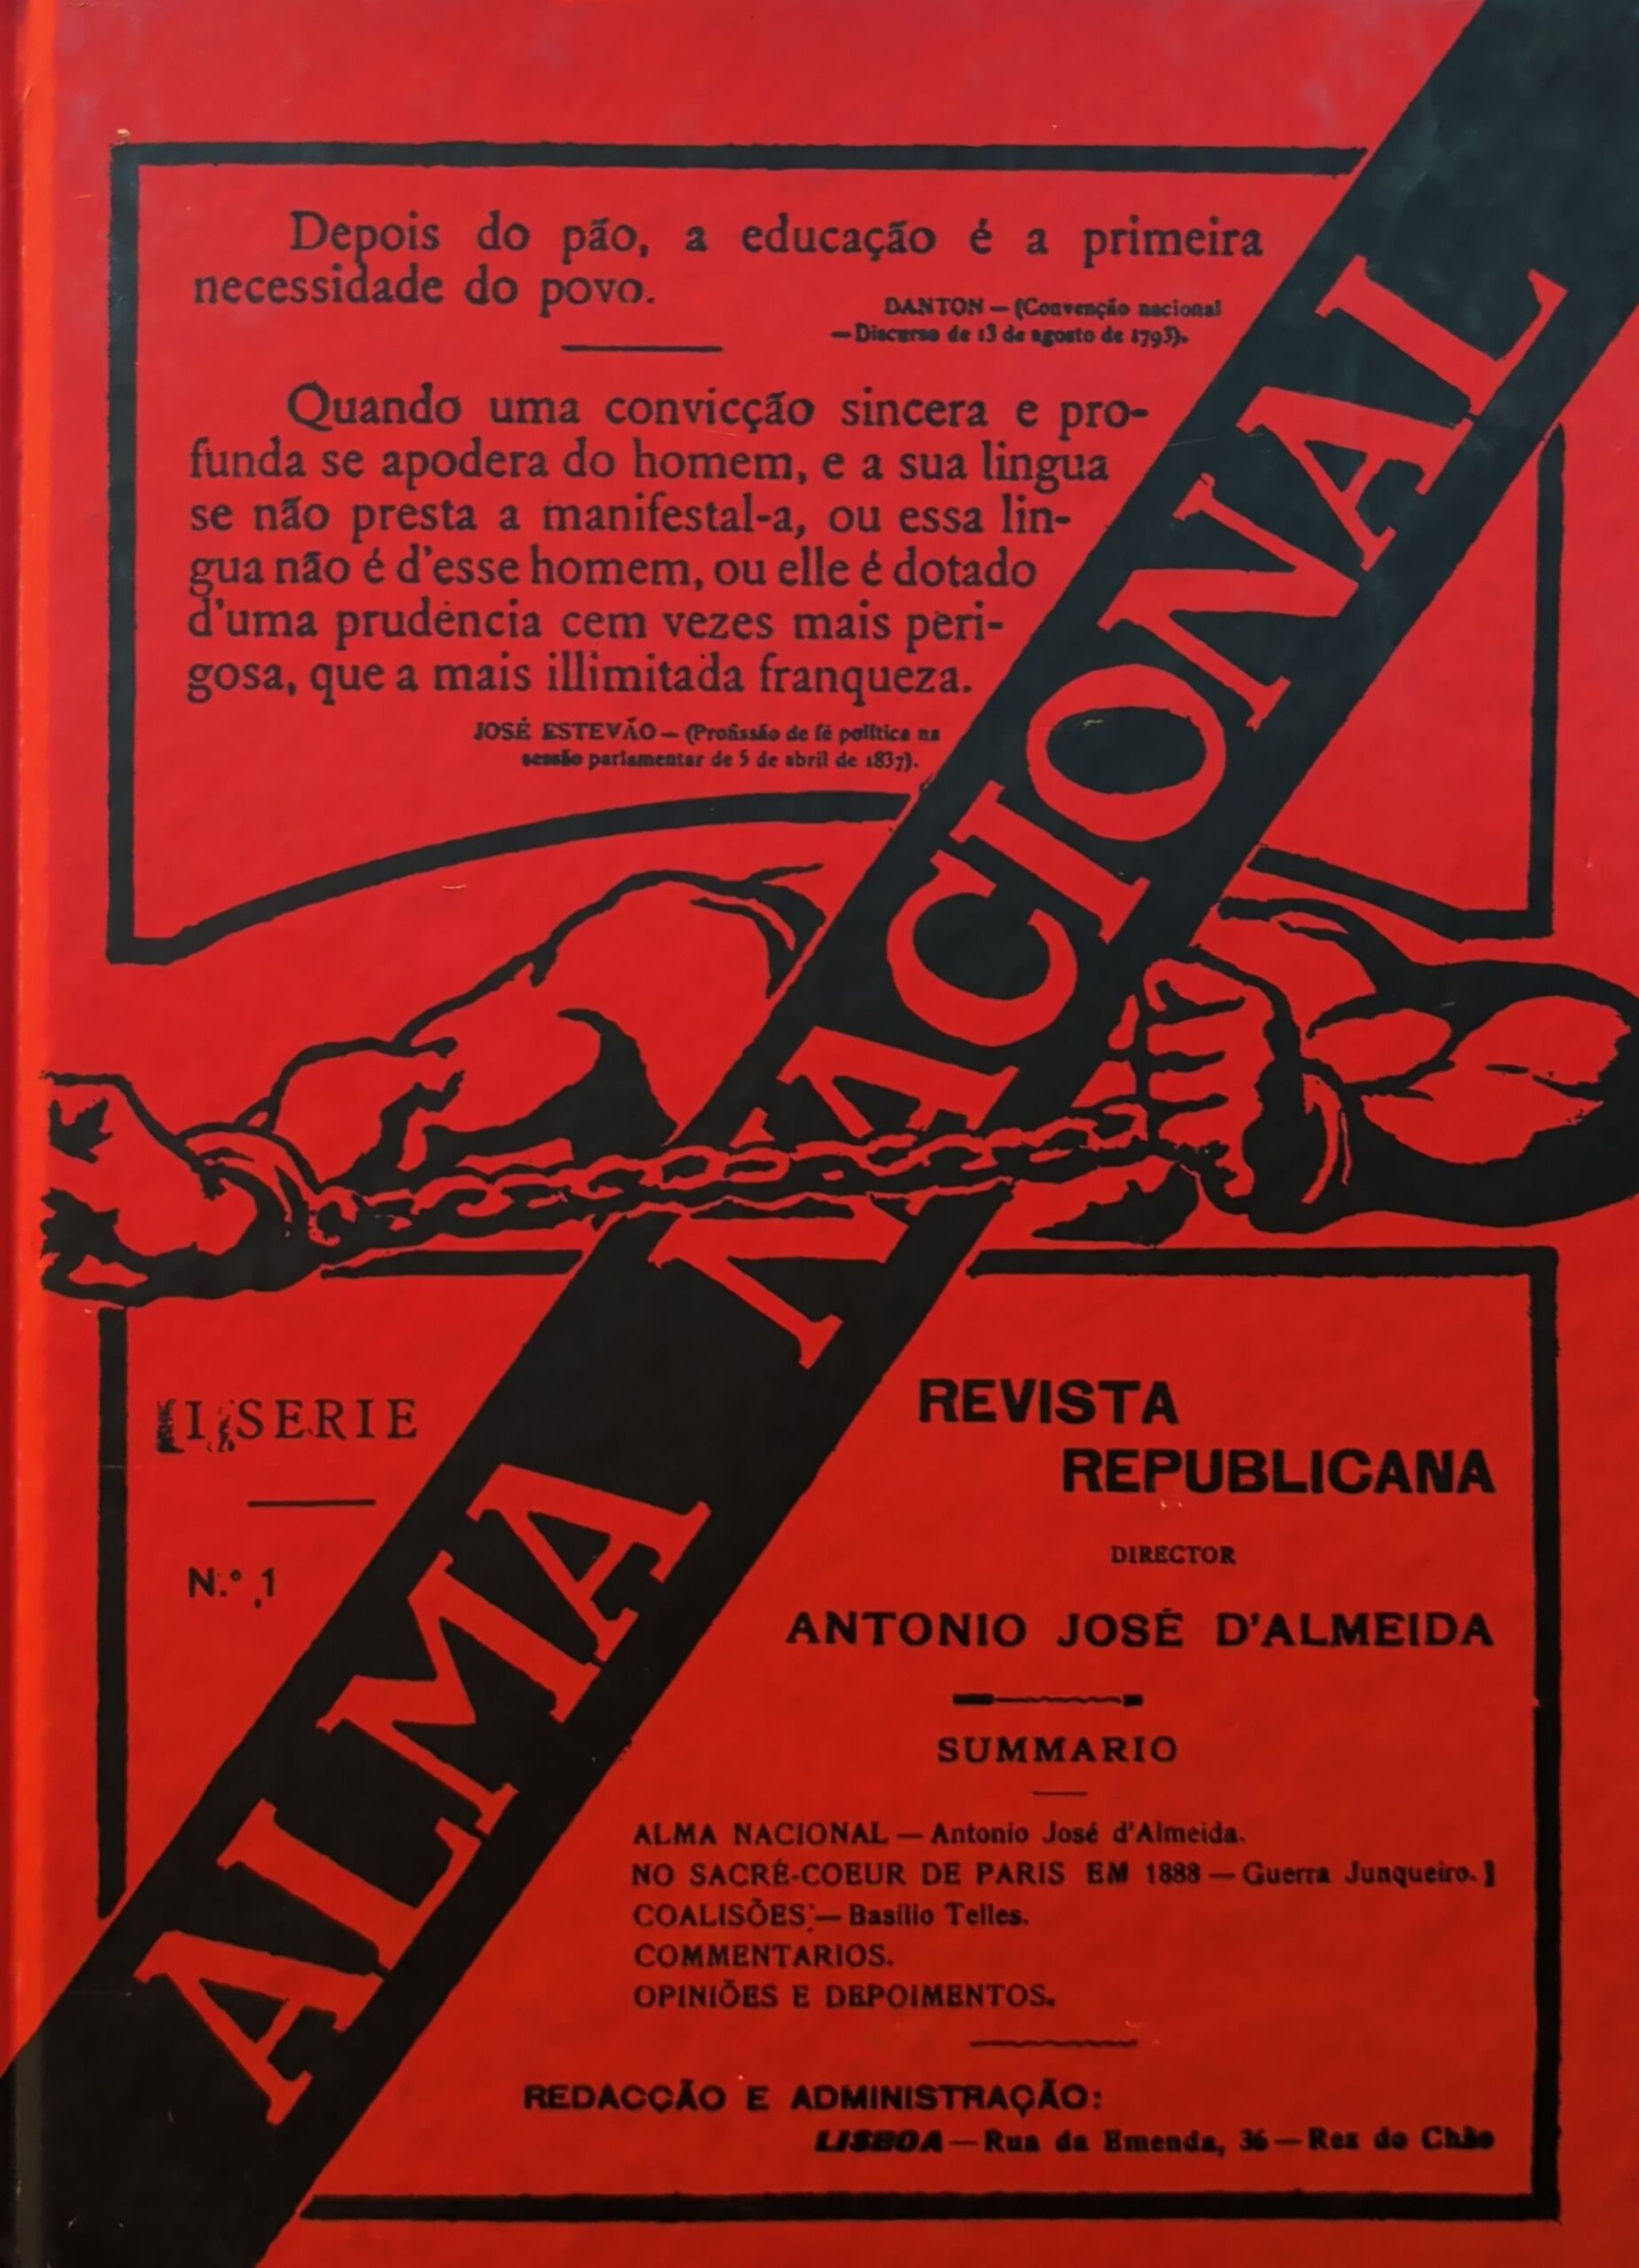 Depois do pão, a educação é a primeira
necessidade do povo.
DANTON — (Convenção nacional
— Discurso de 13 de agosto de 1793).
Quando uma convicção sincera e pro-
funda se apodera do homem, e a sua lingua
se não presta a manifestal-a, ou essa lin-
gua não é d'esse homem, ou elle é dotado
d'uma prudência cem vezes mais peri-
gosa, que a mais illimitada franqueza.
JOSÉ ESTEVÃO — (Profissão de fé política na
sessão parlamentar de 5 de abril de 1837).
ALMA NACIONAL
I SERIE
N.º 1
REVISTA
REPUBLICANA
DIRECTOR
ANTONIO JOSÉ D'ALMEIDA
SUMMARIO
ALMA NACIONAL — Antonio José d'Almeida.
NO SACRÉ-COEUR DE PARIS EM 1888 — Guerra Junqueiro.
COALISÕES — Basílio Telles.
COMMENTARIOS.
OPINIÕES E DEPOIMENTOS.
REDACÇÃO E ADMINISTRAÇÃO:
LISBOA — Rua da Emenda, 36 — Rez do Chão